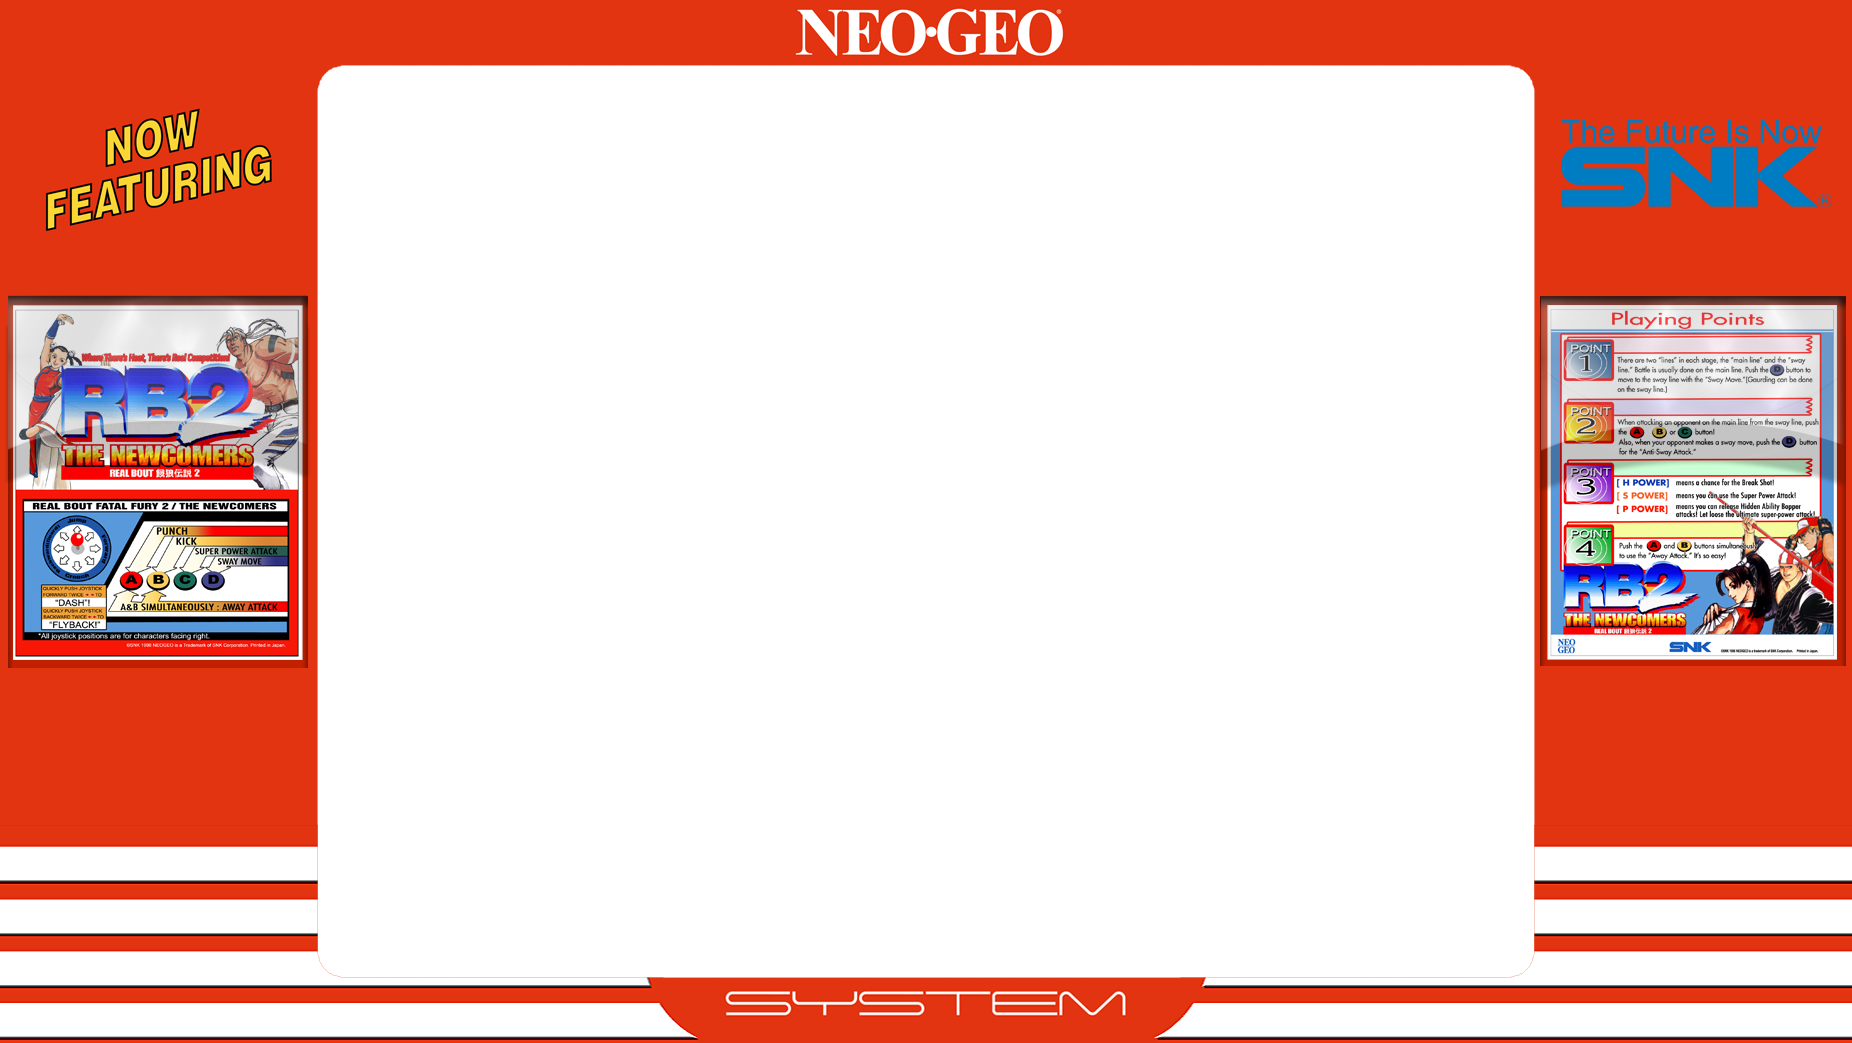 NEO•GEO®
NOW
FEATURING
The Future Is Now
SNK®
Where There's Heat, There's Real Competition!
RB2
THE NEWCOMERS
REAL BOUT 餓狼伝説 2
REAL BOUT FATAL FURY 2 / THE NEWCOMERS
Jump
Crouch
PUNCH
KICK
SUPER POWER ATTACK
SWAY MOVE
A B C D
QUICKLY PUSH JOYSTICK
FORWARD TWICE ➔➔ TO
"DASH"!
QUICKLY PUSH JOYSTICK
BACKWARD TWICE ➔➔ TO
"FLYBACK!"
A&B SIMULTANEOUSLY : AWAY ATTACK
*All joystick positions are for characters facing right.
©SNK 1998 NEOGEO is a Trademark of SNK Corporation. Printed in Japan.
Playing Points
POINT
1
There are two "lines" in each stage, the "main line" and the "sway
line." Battle is usually done on the main line. Push the D button to
move to the sway line with the "Sway Move."[Gaurding can be done
on the sway line.]
POINT
2
When attacking an opponent on the main line from the sway line, push
the A B or C button!
Also, when your opponent makes a sway move, push the D button
for the "Anti-Sway Attack."
POINT
3
[ H POWER] means a chance for the Break Shot!
[ S POWER] means you can use the Super Power Attack!
[ P POWER] means you can release Hidden Ability Bopper
attacks! Let loose the ultimate super-power attack!
POINT
4
Push the A and B buttons simultaneously
to use the "Away Attack." It's so easy!
RB2
THE NEWCOMERS
REAL BOUT 餓狼伝説 2
NEO
GEO
SNK
©SNK 1998 NEOGEO is a trademark of SNK Corporation. Printed in Japan.
SYSTEM